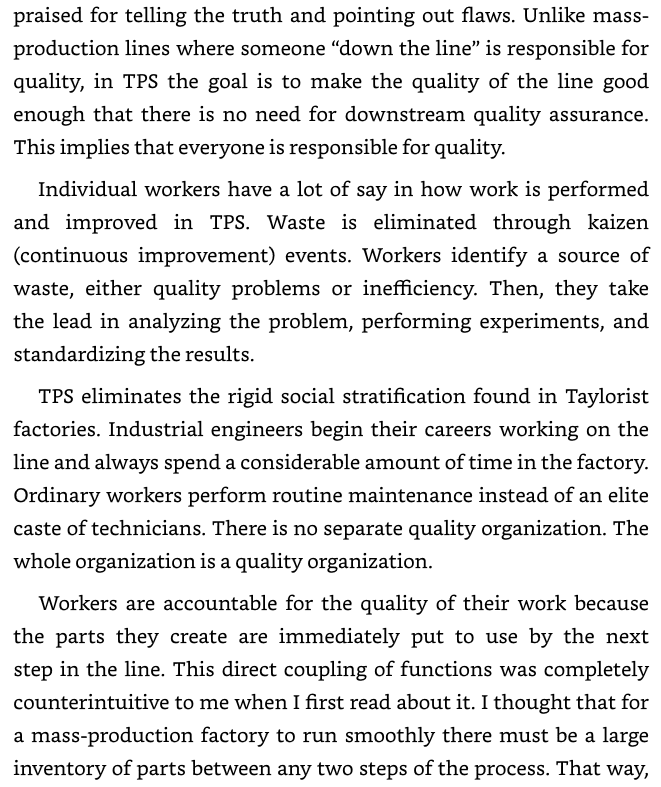 praised for telling the truth and pointing out flaws. Unlike mass-
production lines where someone “down the line” is responsible for
quality, in TPS the goal is to make the quality of the line good
enough that there is no need for downstream quality assurance.
This implies that everyone is responsible for quality.
Individual workers have a lot of say in how work is performed
and improved in TPS. Waste is eliminated through kaizen
(continuous improvement) events. Workers identify a source of
waste, either quality problems or inefficiency. Then, they take
the lead in analyzing the problem, performing experiments, and
standardizing the results.
TPS eliminates the rigid social stratification found in Taylorist
factories. Industrial engineers begin their careers working on the
line and always spend a considerable amount of time in the factory.
Ordinary workers perform routine maintenance instead of an elite
caste of technicians. There is no separate quality organization. The
whole organization is a quality organization.
Workers are accountable for the quality of their work because
the parts they create are immediately put to use by the next
step in the line. This direct coupling of functions was completely
counterintuitive to me when I first read about it. I thought that for
a mass-production factory to run smoothly there must be a large
inventory of parts between any two steps of the process. That way,